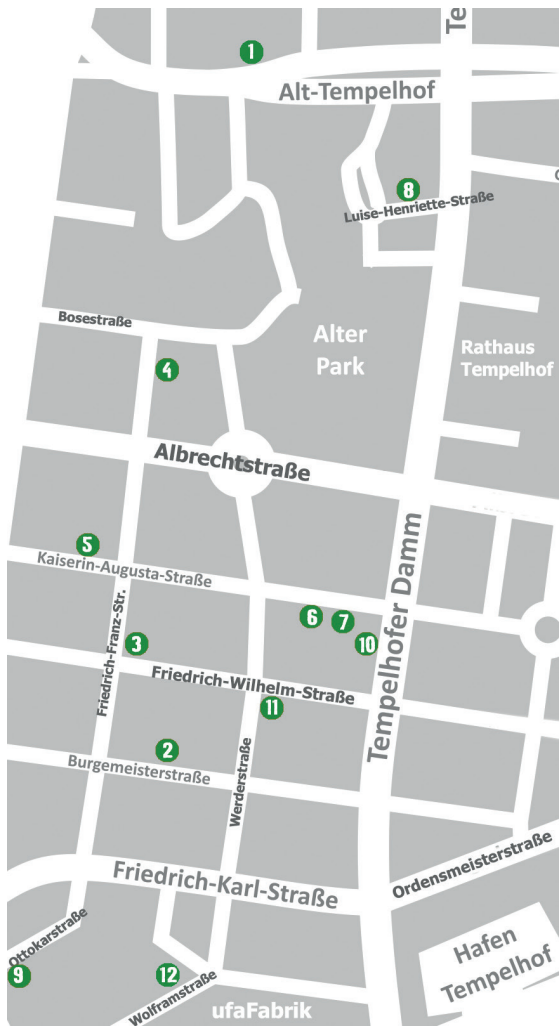 Te
1
Alt-Tempelhof
8
Luise-Henriette-Straße
Bosestraße
Alter
Park
Rathaus
Tempelhof
4
Albrechtstraße
5
Kaiserin-Augusta-Straße
Tempelhofer Damm
6
7
10
3
Friedrich-Franz-Str.
Friedrich-Wilhelm-Straße
11
2
Burgemeisterstraße
Werderstraße
Friedrich-Karl-Straße
Ordensmeisterstraße
Ottokarstraße
9
12
Wolframstraße
Hafen
Tempelhof
ufaFabrik